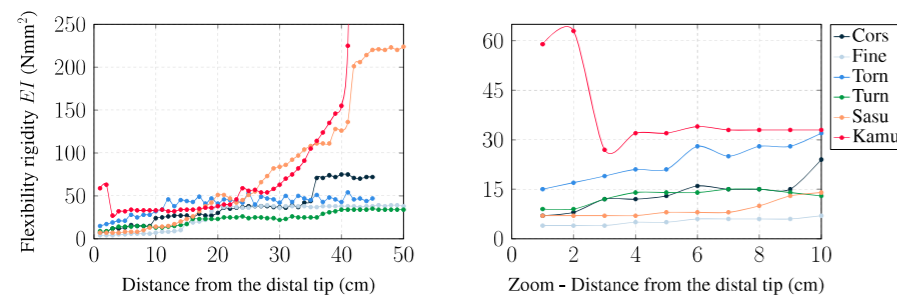 Flexibility rigidity EI (Nmm²)
250
200
150
100
50
0
0 10 20 30 40 50
Distance from the distal tip (cm)
60
45
30
15
0
0 2 4 6 8 10
Zoom - Distance from the distal tip (cm)
Cors
Fine
Torn
Turn
Sasu
Kamu